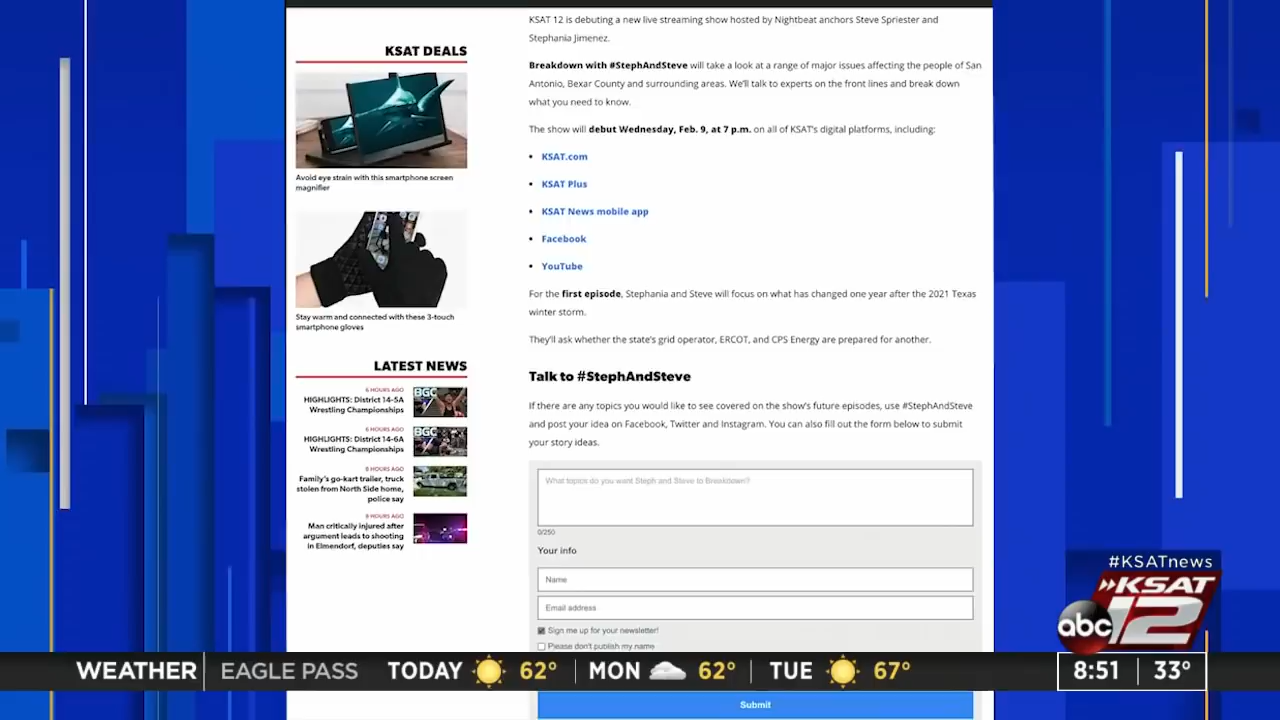 KSAT 12 is debuting a new live streaming show hosted by Nightbeat anchors Steve Spriester and
Stephania Jimenez.
Breakdown with #StephAndSteve will take a look at a range of major issues affecting the people of San
Antonio, Bexar County and surrounding areas. We'll talk to experts on the front lines and break down
what you need to know.
The show will debut Wednesday, Feb. 9, at 7 p.m. on all of KSAT's digital platforms, including:
• KSAT.com
• KSAT Plus
• KSAT News mobile app
• Facebook
• YouTube
For the first episode, Stephania and Steve will focus on what has changed one year after the 2021 Texas
winter storm.
They'll ask whether the state's grid operator, ERCOT, and CPS Energy are prepared for another.
Talk to #StephAndSteve
If there are any topics you would like to see covered on the show's future episodes, use #StephAndSteve
and post your idea on Facebook, Twitter and Instagram. You can also fill out the form below to submit
your story ideas.
What topics do you want Steph and Steve to Breakdown?
0/250
Your info
Name
Email address
Sign me up for your newsletter!
Please don't publish my name
Submit
KSAT DEALS
Avoid eye strain with this smartphone screen
magnifier
Stay warm and connected with these 3-touch
smartphone gloves
LATEST NEWS
6 HOURS AGO
HIGHLIGHTS: District 14-5A
Wrestling Championships
BGC
6 HOURS AGO
HIGHLIGHTS: District 14-6A
Wrestling Championships
BGC
8 HOURS AGO
Family's go-kart trailer, truck
stolen from North Side home,
police say
9 HOURS AGO
Man critically injured after
argument leads to shooting
in Elmendorf, deputies say
#KSATnews
KSAT
12
abc
WEATHER EAGLE PASS TODAY 62° MON 62° TUE 67° 8:51 33°